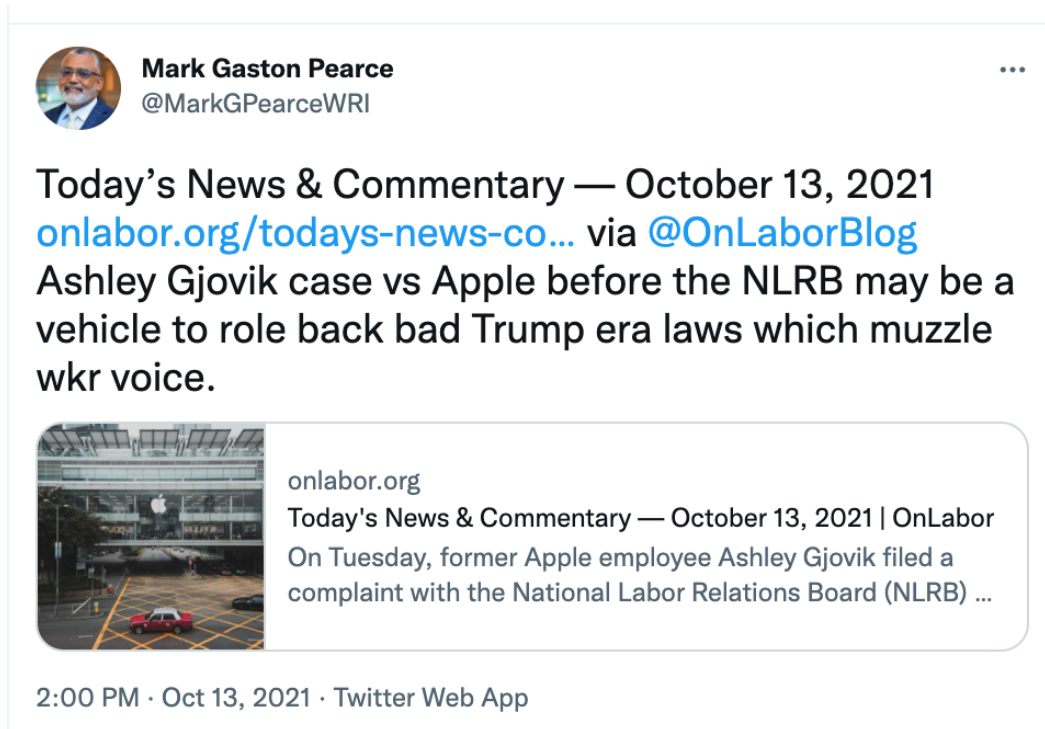 Mark Gaston Pearce
@MarkGPearceWRI
Today’s News & Commentary — October 13, 2021
onlabor.org/todays-news-co... via @OnLaborBlog
Ashley Gjovik case vs Apple before the NLRB may be a
vehicle to role back bad Trump era laws which muzzle
wkr voice.
onlabor.org
Today's News & Commentary — October 13, 2021 | OnLabor
On Tuesday, former Apple employee Ashley Gjovik filed a
complaint with the National Labor Relations Board (NLRB) ...
2:00 PM · Oct 13, 2021 · Twitter Web App